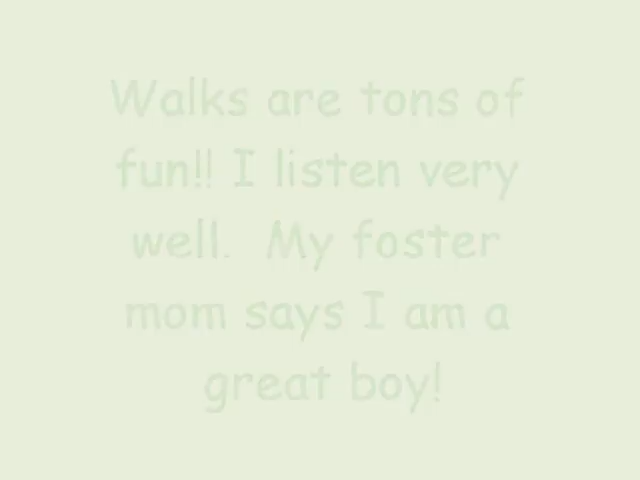 Walks are tons of
fun!! I listen very
well.  My foster
mom says I am a
great boy!